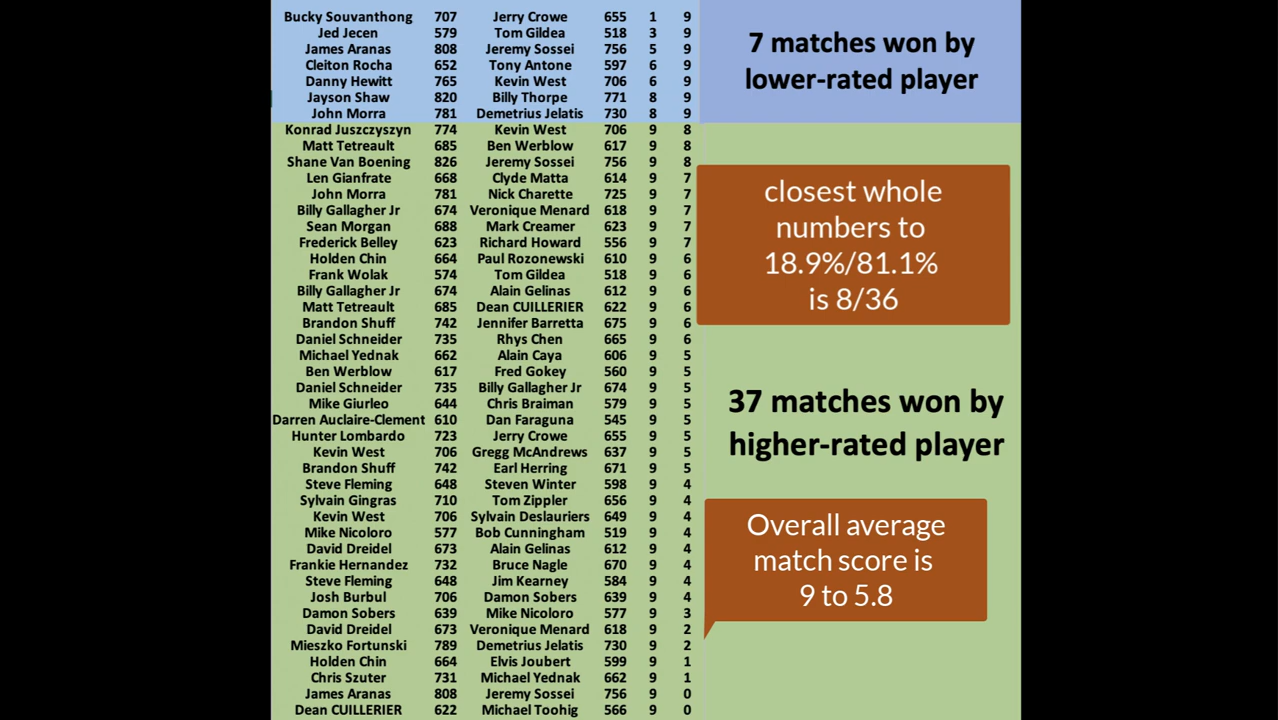 Bucky Souvanthong 707 Jerry Crowe 655 1 9
Jed Jecen 579 Tom Gildea 518 3 9
James Aranas 808 Jeremy Sossei 756 5 9
Cleiton Rocha 652 Tony Antone 597 6 9
Danny Hewitt 765 Kevin West 706 6 9
Jayson Shaw 820 Billy Thorpe 771 8 9
John Morra 781 Demetrius Jelatis 730 8 9
7 matches won by
lower-rated player
Konrad Juszczyszyn 774 Kevin West 706 9 8
Matt Tetreault 685 Ben Werblow 617 9 8
Shane Van Boening 826 Jeremy Sossei 756 9 8
Len Gianfrate 668 Clyde Matta 614 9 7
John Morra 781 Nick Charette 725 9 7
Billy Gallagher Jr 674 Veronique Menard 618 9 7
Sean Morgan 688 Mark Creamer 623 9 7
Frederick Belley 623 Richard Howard 556 9 7
Holden Chin 664 Paul Rozonewski 610 9 6
Frank Wolak 574 Tom Gildea 518 9 6
Billy Gallagher Jr 674 Alain Gelinas 612 9 6
Matt Tetreault 685 Dean CUILLERIER 622 9 6
Brandon Shuff 742 Jennifer Barretta 675 9 6
Daniel Schneider 735 Rhys Chen 665 9 6
Michael Yednak 662 Alain Caya 606 9 5
Ben Werblow 617 Fred Gokey 560 9 5
Daniel Schneider 735 Billy Gallagher Jr 674 9 5
Mike Giurleo 644 Chris Braiman 579 9 5
Darren Auclaire-Clement 610 Dan Faraguna 545 9 5
Hunter Lombardo 723 Jerry Crowe 655 9 5
Kevin West 706 Gregg McAndrews 637 9 5
Brandon Shuff 742 Earl Herring 671 9 5
Steve Fleming 648 Steven Winter 598 9 4
Sylvain Gingras 710 Tom Zippler 656 9 4
Kevin West 706 Sylvain Deslauriers 649 9 4
Mike Nicoloro 577 Bob Cunningham 519 9 4
David Dreidel 673 Alain Gelinas 612 9 4
Frankie Hernandez 732 Bruce Nagle 670 9 4
Steve Fleming 648 Jim Kearney 584 9 4
Josh Burbul 706 Damon Sobers 639 9 4
Damon Sobers 639 Mike Nicoloro 577 9 3
David Dreidel 673 Veronique Menard 618 9 2
Mieszko Fortunski 789 Demetrius Jelatis 730 9 2
Holden Chin 664 Elvis Joubert 599 9 1
Chris Szuter 731 Michael Yednak 662 9 1
James Aranas 808 Jeremy Sossei 756 9 0
Dean CUILLERIER 622 Michael Toohig 566 9 0
closest whole
numbers to
18.9%/81.1%
is 8/36
37 matches won by
higher-rated player
Overall average
match score is
9 to 5.8